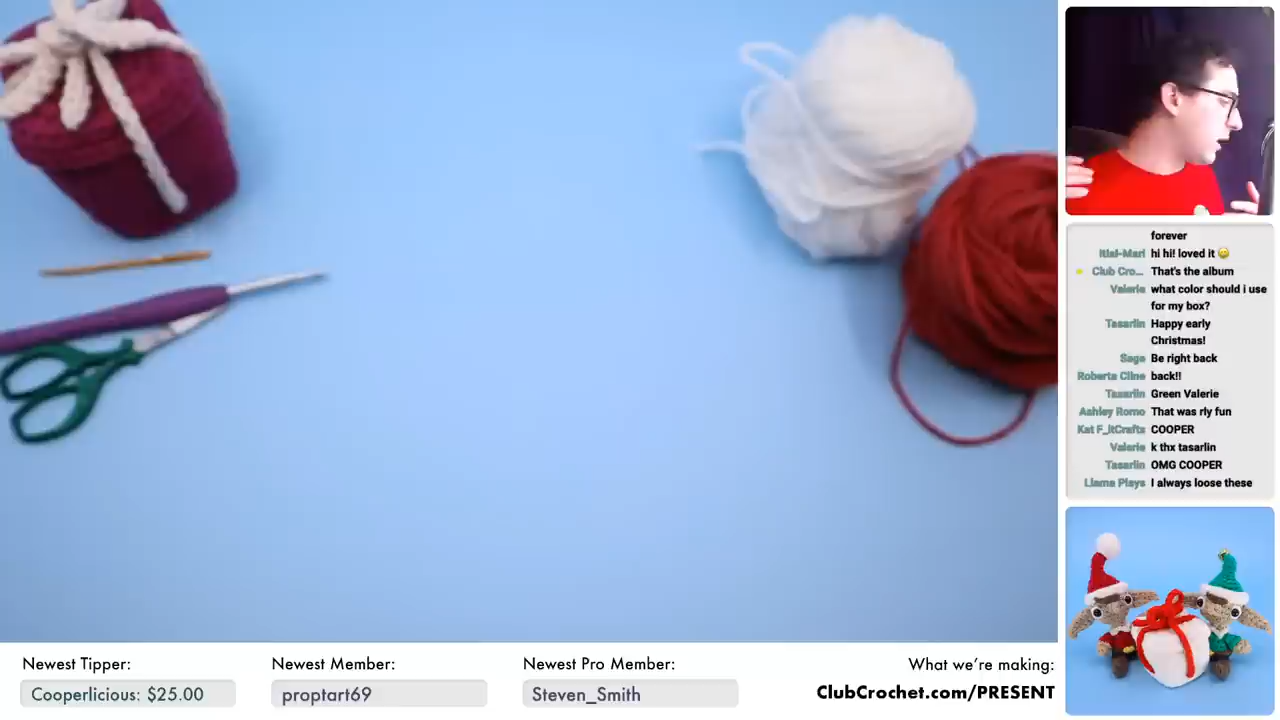 forever
Itial-Mari hi hi! loved it
Club Cro... That's the album
Valerie what color should i use
for my box?
Tasarlin Happy early
Christmas!
Sage Be right back
Roberta Cline back!!
Tasarlin Green Valerie
Ashley Romo That was rly fun
Kat F_itCrafts COOPER
Valerie k thx tasarlin
Tasarlin OMG COOPER
Llama Plays I always loose these
Newest Tipper: Newest Member: Newest Pro Member: What we're making:
Cooperlicious: $25.00 proptart69 Steven_Smith ClubCrochet.com/PRESENT